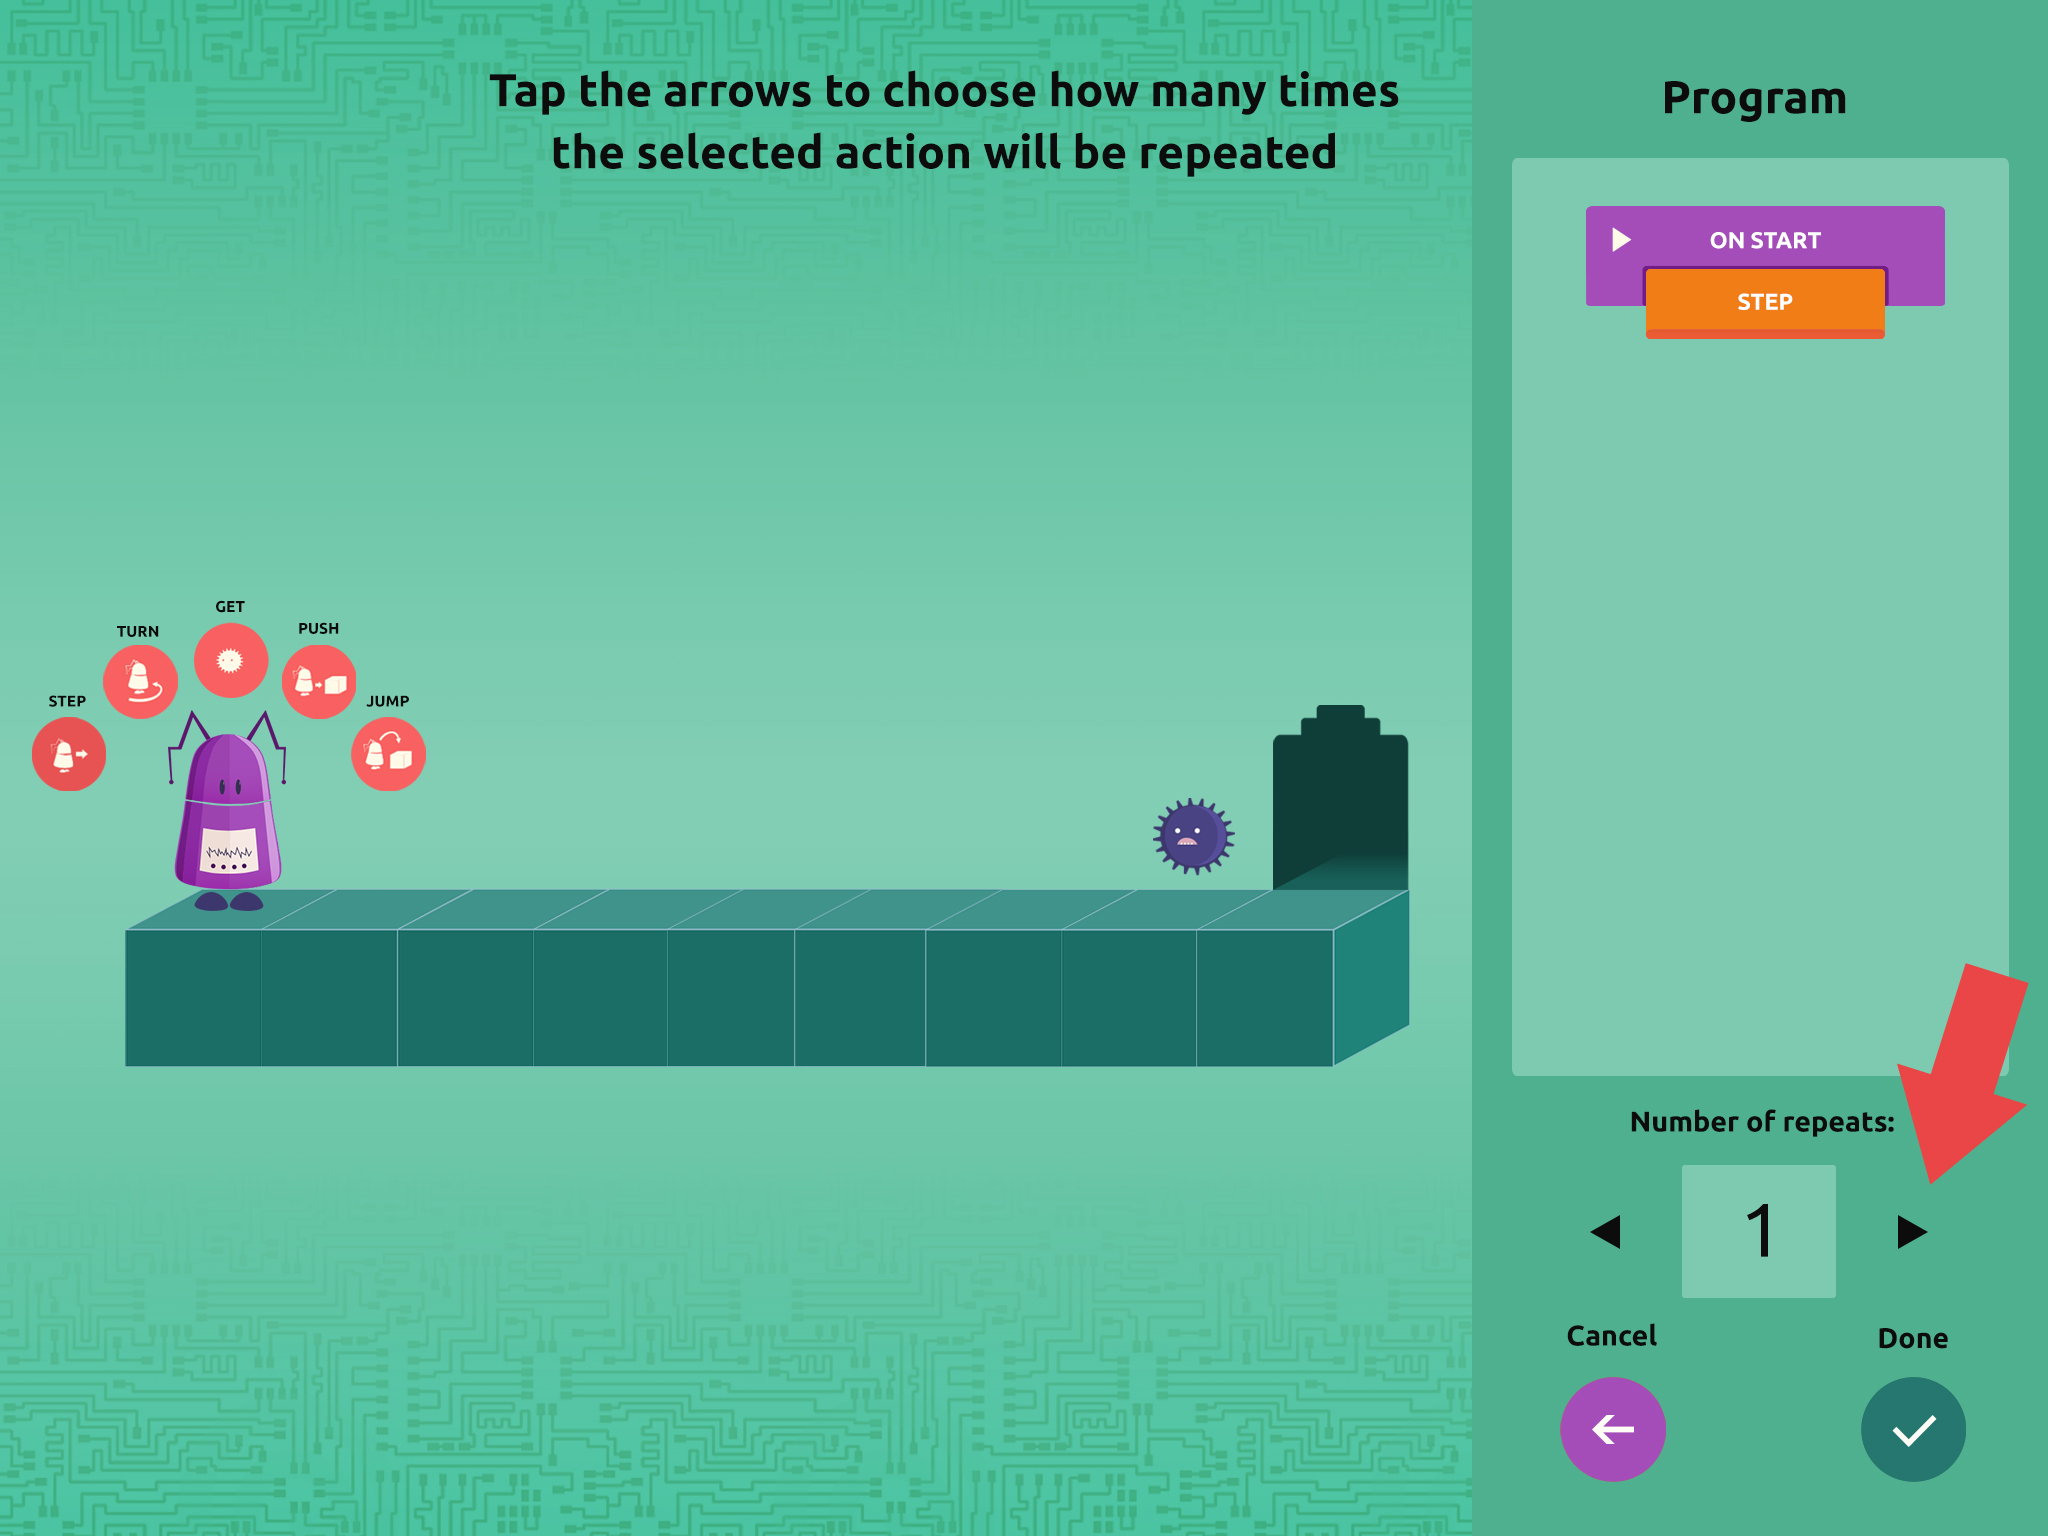 Tap the arrows to choose how many times
the selected action will be repeated
Program
ON START
STEP
GET
TURN
PUSH
STEP
JUMP
Number of repeats:
1
Cancel
Done